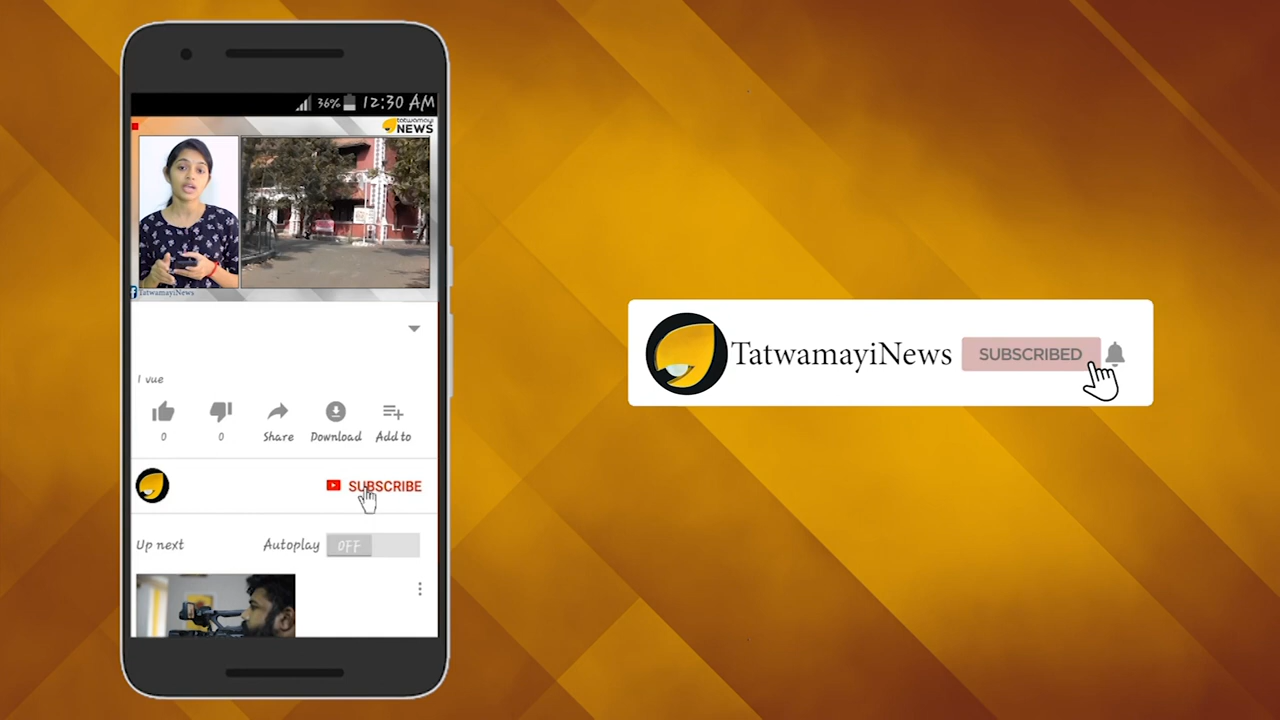 36% 12:30 AM
tatwamayi
NEWS
TatwamayiNews
1 vue
0 0 Share Download Add to
SUBSCRIBE
Up next Autoplay OFF
TatwamayiNews SUBSCRIBED